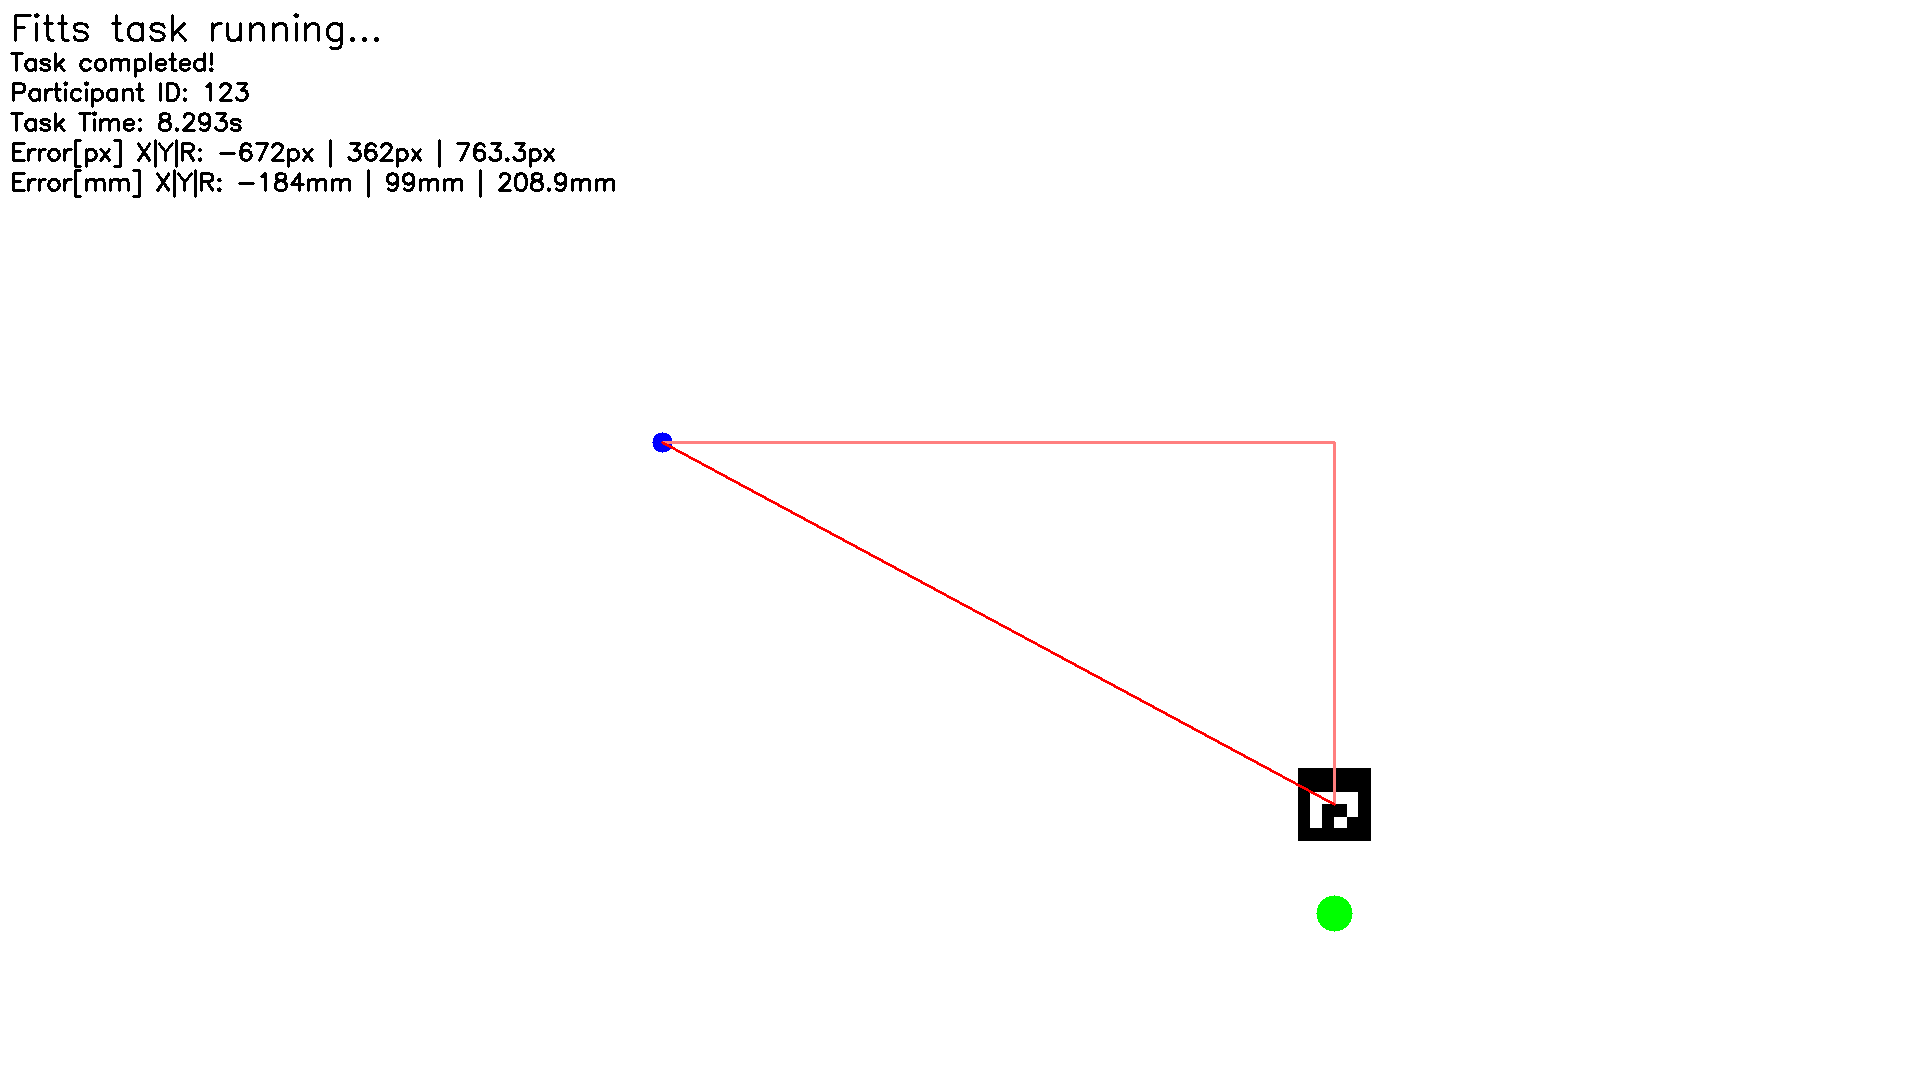 Fitts task running...
Task completed!
Participant ID: 123
Task Time: 8.293s
Error[px] X|Y|R: -672px | 362px | 763.3px
Error[mm] X|Y|R: -184mm | 99mm | 208.9mm